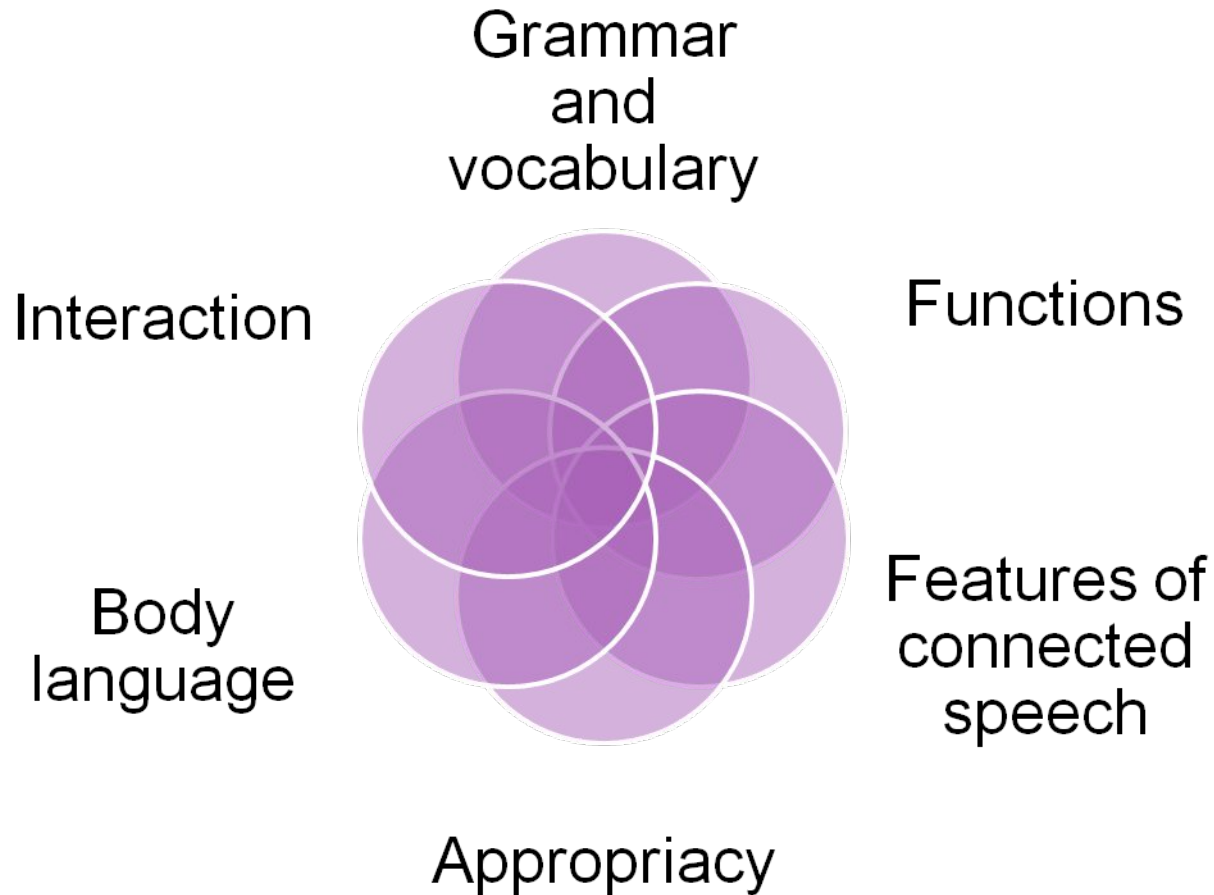 Grammar
and
vocabulary
Interaction
Functions
Body
language
Features of
connected
speech
Appropriacy